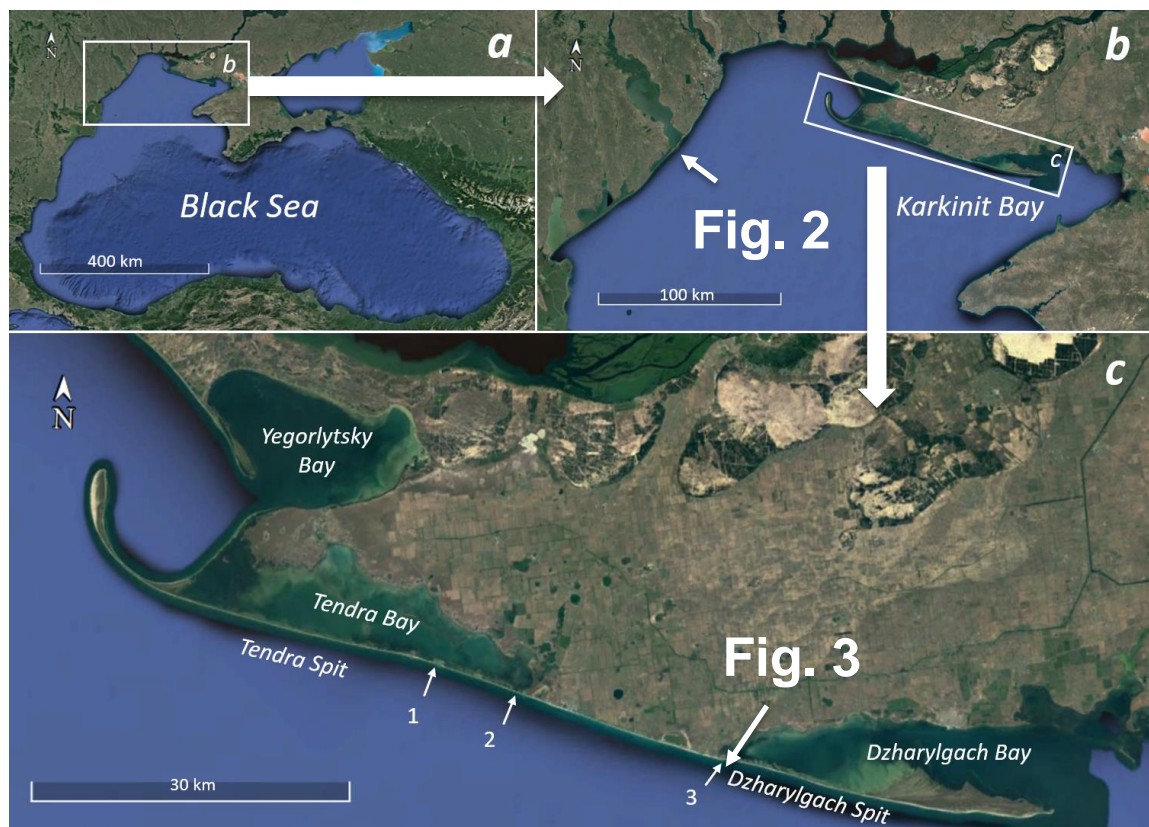 N
a
b
Black Sea
400 km
N
b
c
Fig. 2
Karkinit Bay
100 km
c
N
Yegorlytsky
Bay
Tendra Bay
Tendra Spit
Fig. 3
1
2
3
Dzharylgach Bay
Dzharylgach Spit
30 km